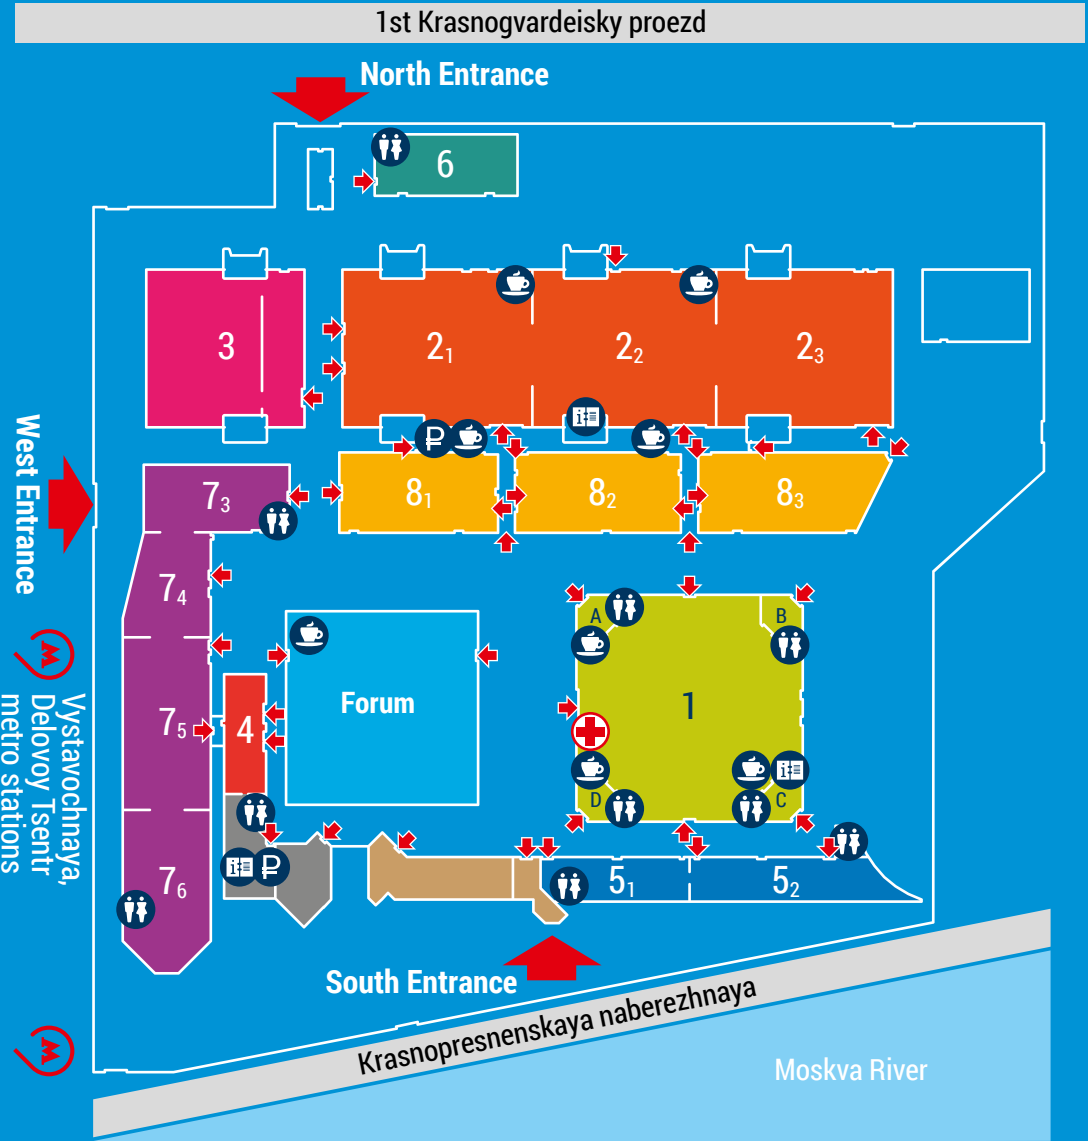 1st Krasnogvardeisky proezd
North Entrance
6
3
2₁
2₂
2₃
West Entrance
7₃
8₁
8₂
8₃
7₄
A
B
Forum
1
7₅
4
Vystavochnaya,
Delovoy Tsentr
metro stations
D
C
7₆
5₁
5₂
South Entrance
Krasnopresnenskaya naberezhnaya
Moskva River